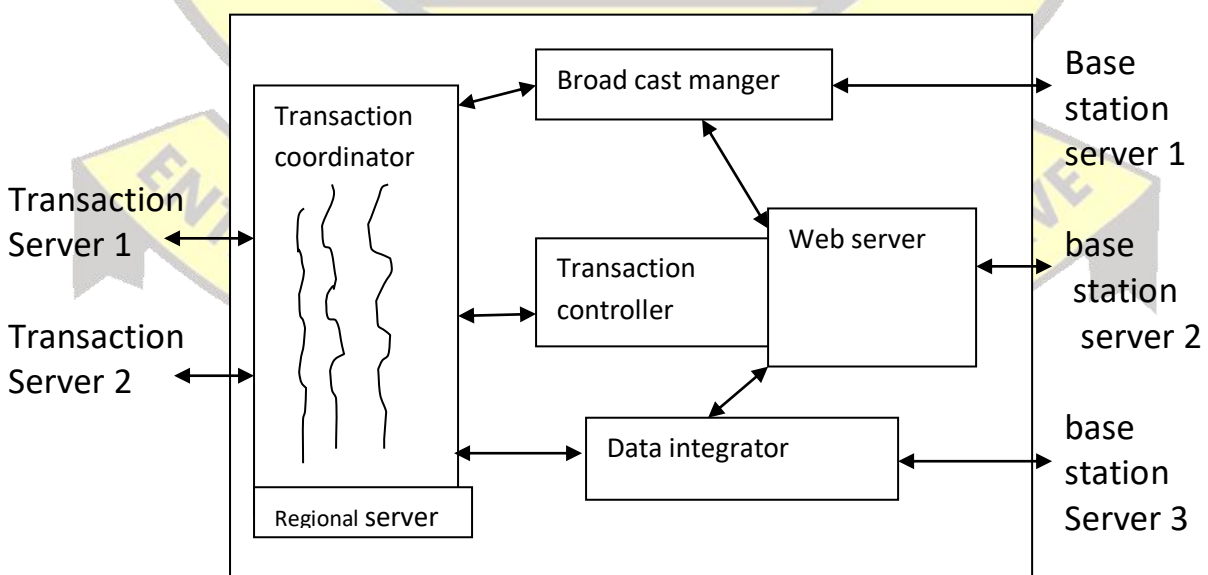 Broad cast manger
Transaction
coordinator
Transaction
Server 1
Transaction
Server 2
Web server
Transaction
controller
Data integrator
Regional server
Base
station
server 1
base
station
server 2
base
station
Server 3